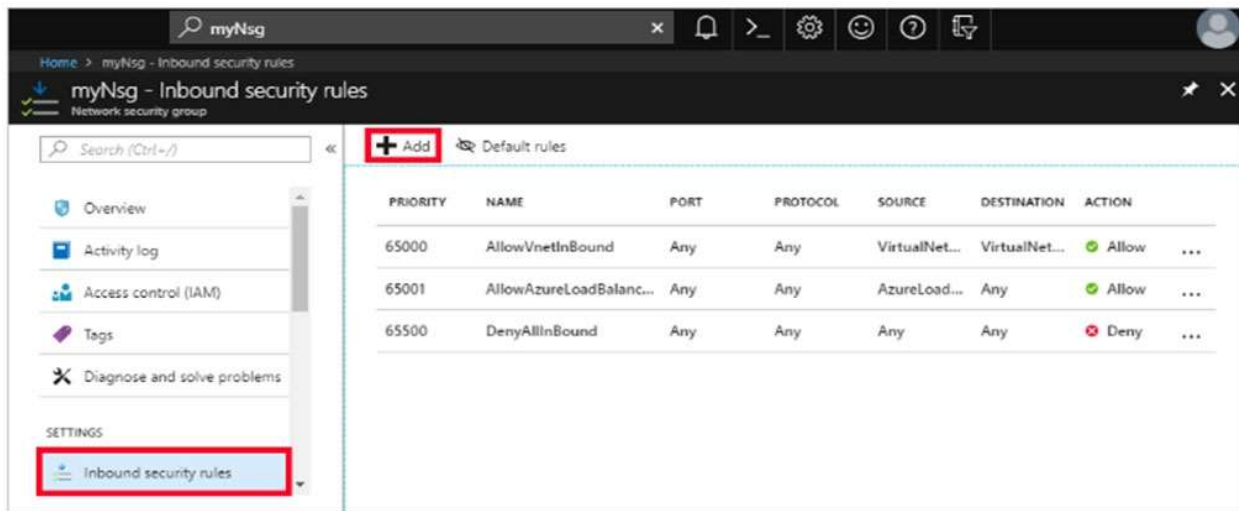 myNsg
Home > myNsg - Inbound security rules
myNsg - Inbound security rules
Network security group
Search (Ctrl+/)
Add Default rules
Overview
Activity log
Access control (IAM)
Tags
Diagnose and solve problems
SETTINGS
Inbound security rules
PRIORITY NAME PORT PROTOCOL SOURCE DESTINATION ACTION
65000 AllowVnetInBound Any Any VirtualNet... VirtualNet... Allow ...
65001 AllowAzureLoadBalanc... Any Any AzureLoad... Any Allow ...
65500 DenyAllInBound Any Any Any Any Deny ...